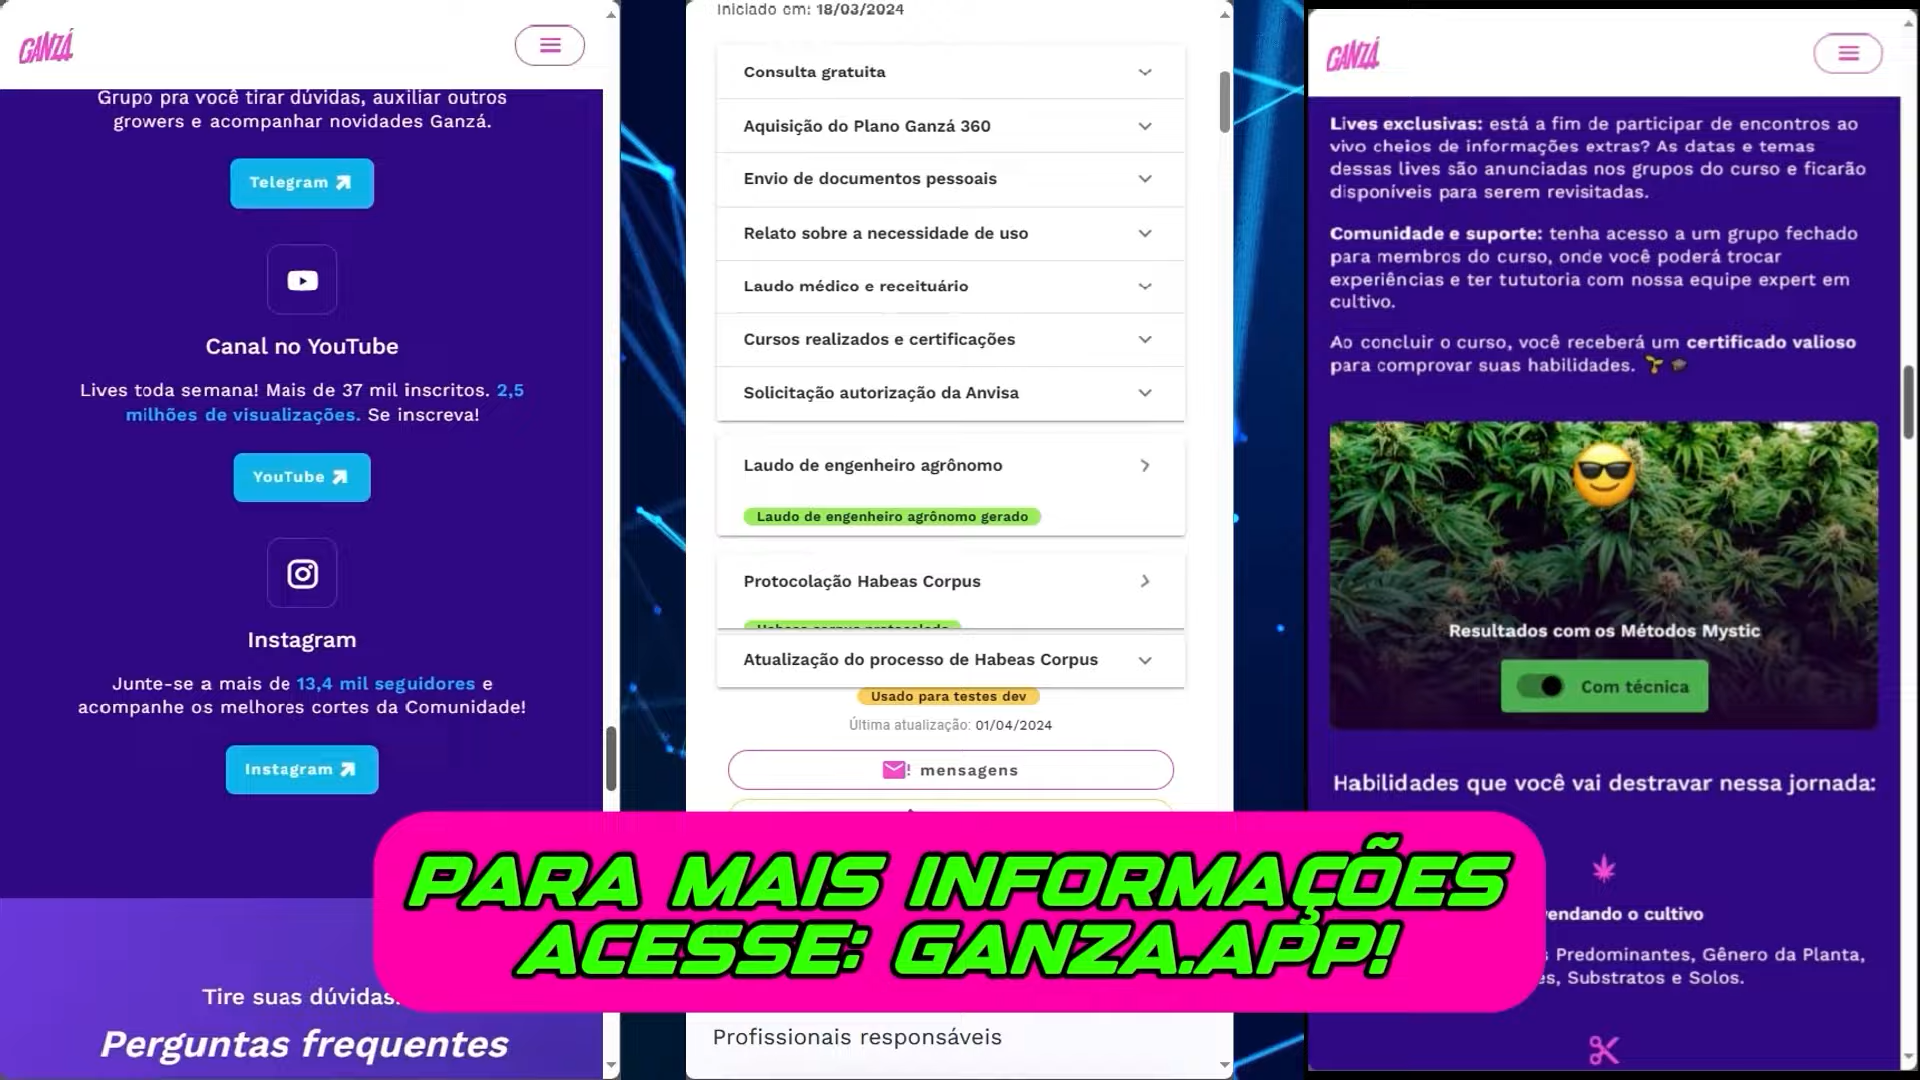 GANZÁ
Grupo pra você tirar dúvidas, auxiliar outros
growers e acompanhar novidades Ganzá.
Telegram
Canal no YouTube
Lives toda semana! Mais de 37 mil inscritos. 2,5
milhões de visualizações. Se inscreva!
YouTube
Instagram
Junte-se a mais de 13,4 mil seguidores e
acompanhe os melhores cortes da Comunidade!
Instagram
Tire suas dúvidas.
Perguntas frequentes
Iniciado em: 18/03/2024
Consulta gratuita
Aquisição do Plano Ganzá 360
Envio de documentos pessoais
Relato sobre a necessidade de uso
Laudo médico e receituário
Cursos realizados e certificações
Solicitação autorização da Anvisa
Laudo de engenheiro agrônomo
Laudo de engenheiro agrônomo gerado
Protocolação Habeas Corpus
Habeas corpus protocolado
Atualização do processo de Habeas Corpus
Usado para testes dev
Última atualização: 01/04/2024
! mensagens
PARA MAIS INFORMAÇÕES
ACESSE: GANZA.APP!
Profissionais responsáveis
GANZÁ
Lives exclusivas: está a fim de participar de encontros ao
vivo cheios de informações extras? As datas e temas
dessas lives são anunciadas nos grupos do curso e ficarão
disponíveis para serem revisitadas.
Comunidade e suporte: tenha acesso a um grupo fechado
para membros do curso, onde você poderá trocar
experiências e ter tututoria com nossa equipe expert em
cultivo.
Ao concluir o curso, você receberá um certificado valioso
para comprovar suas habilidades.
Resultados com os Métodos Mystic
Com técnica
Habilidades que você vai destravar nessa jornada:
vendando o cultivo
Predominantes, Gênero da Planta,
es, Substratos e Solos.